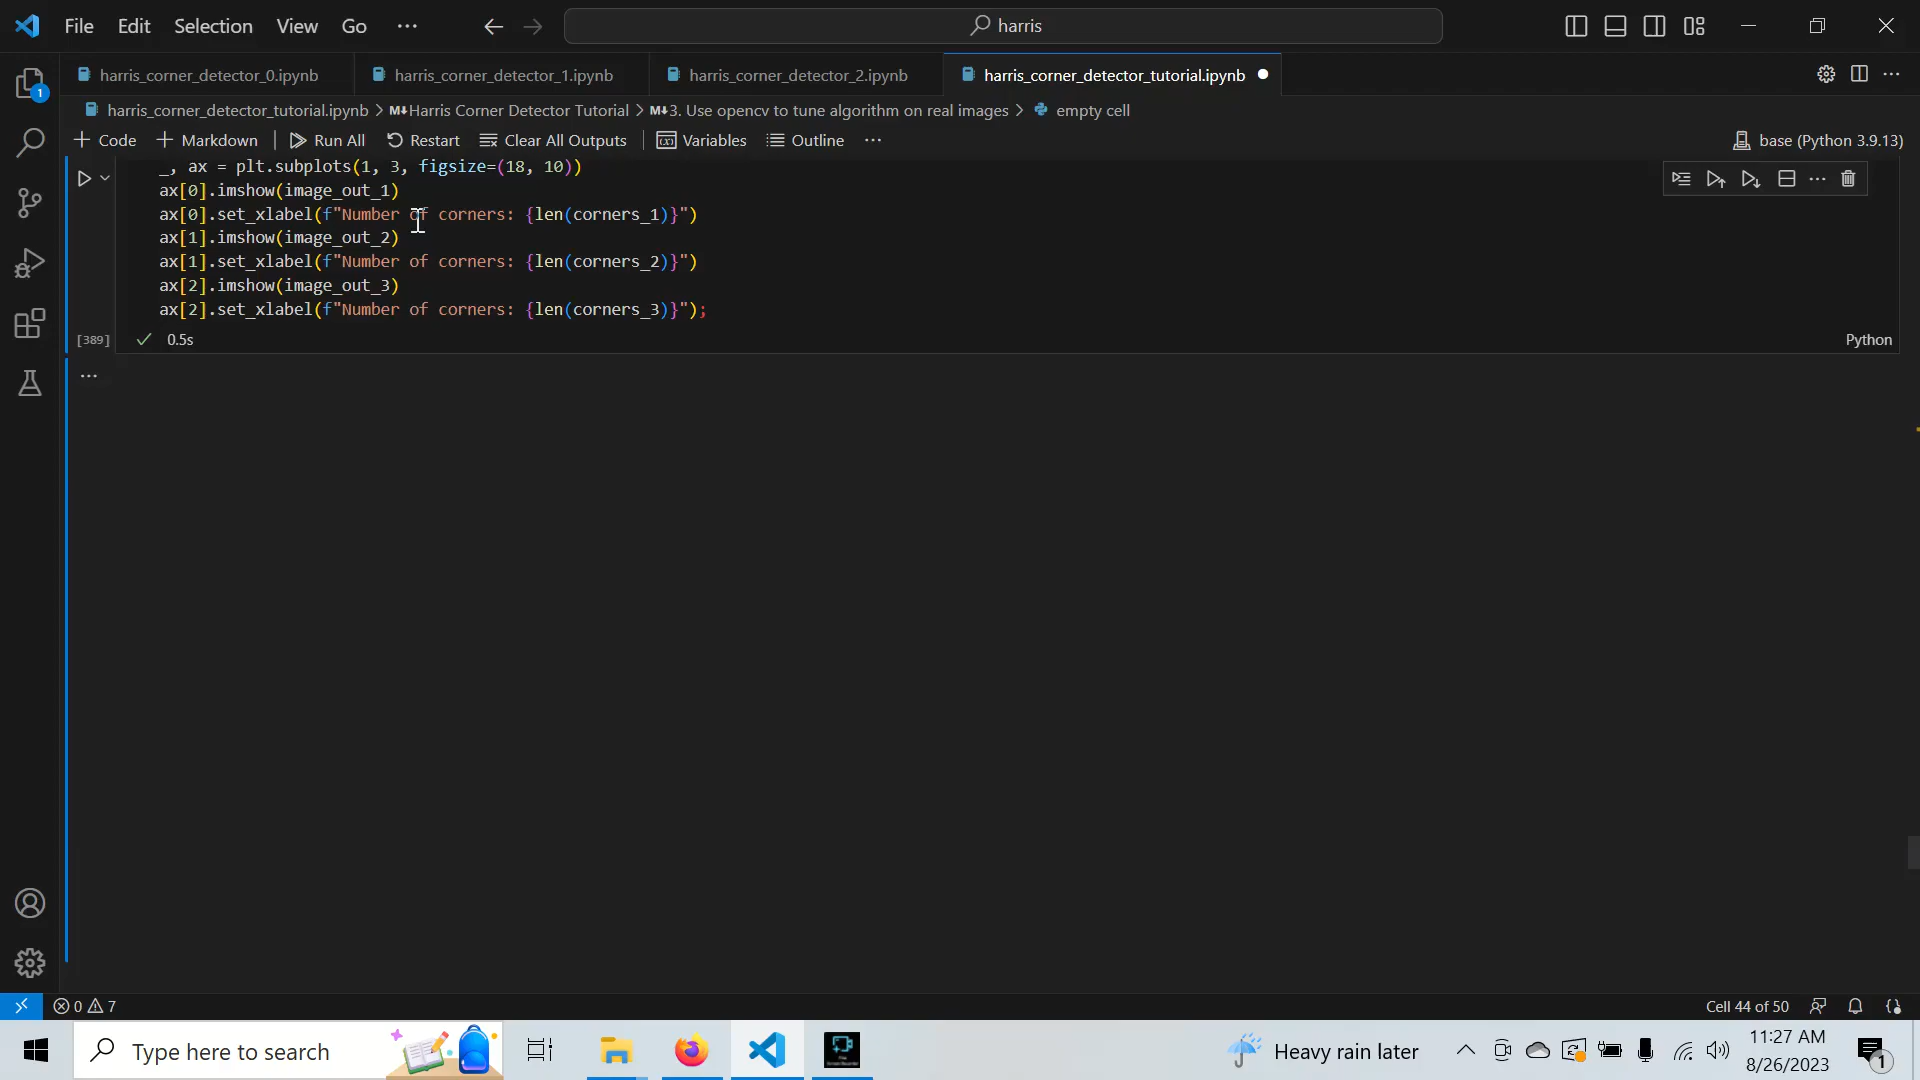 File Edit Selection View Go ··· harris
harris_corner_detector_0.ipynb harris_corner_detector_1.ipynb harris_corner_detector_2.ipynb harris_corner_detector_tutorial.ipynb
harris_corner_detector_tutorial.ipynb > M↓Harris Corner Detector Tutorial > M↓3. Use opencv to tune algorithm on real images > empty cell
+ Code + Markdown Run All Restart Clear All Outputs Variables Outline ··· base (Python 3.9.13)
_, ax = plt.subplots(1, 3, figsize=(18, 10))
ax[0].imshow(image_out_1)
ax[0].set_xlabel(f"Number of corners: {len(corners_1)}")
ax[1].imshow(image_out_2)
ax[1].set_xlabel(f"Number of corners: {len(corners_2)}")
ax[2].imshow(image_out_3)
ax[2].set_xlabel(f"Number of corners: {len(corners_3)}");
[389] 0.5s Python
...
0 7 Cell 44 of 50
Type here to search Heavy rain later 11:27 AM
8/26/2023
1
1